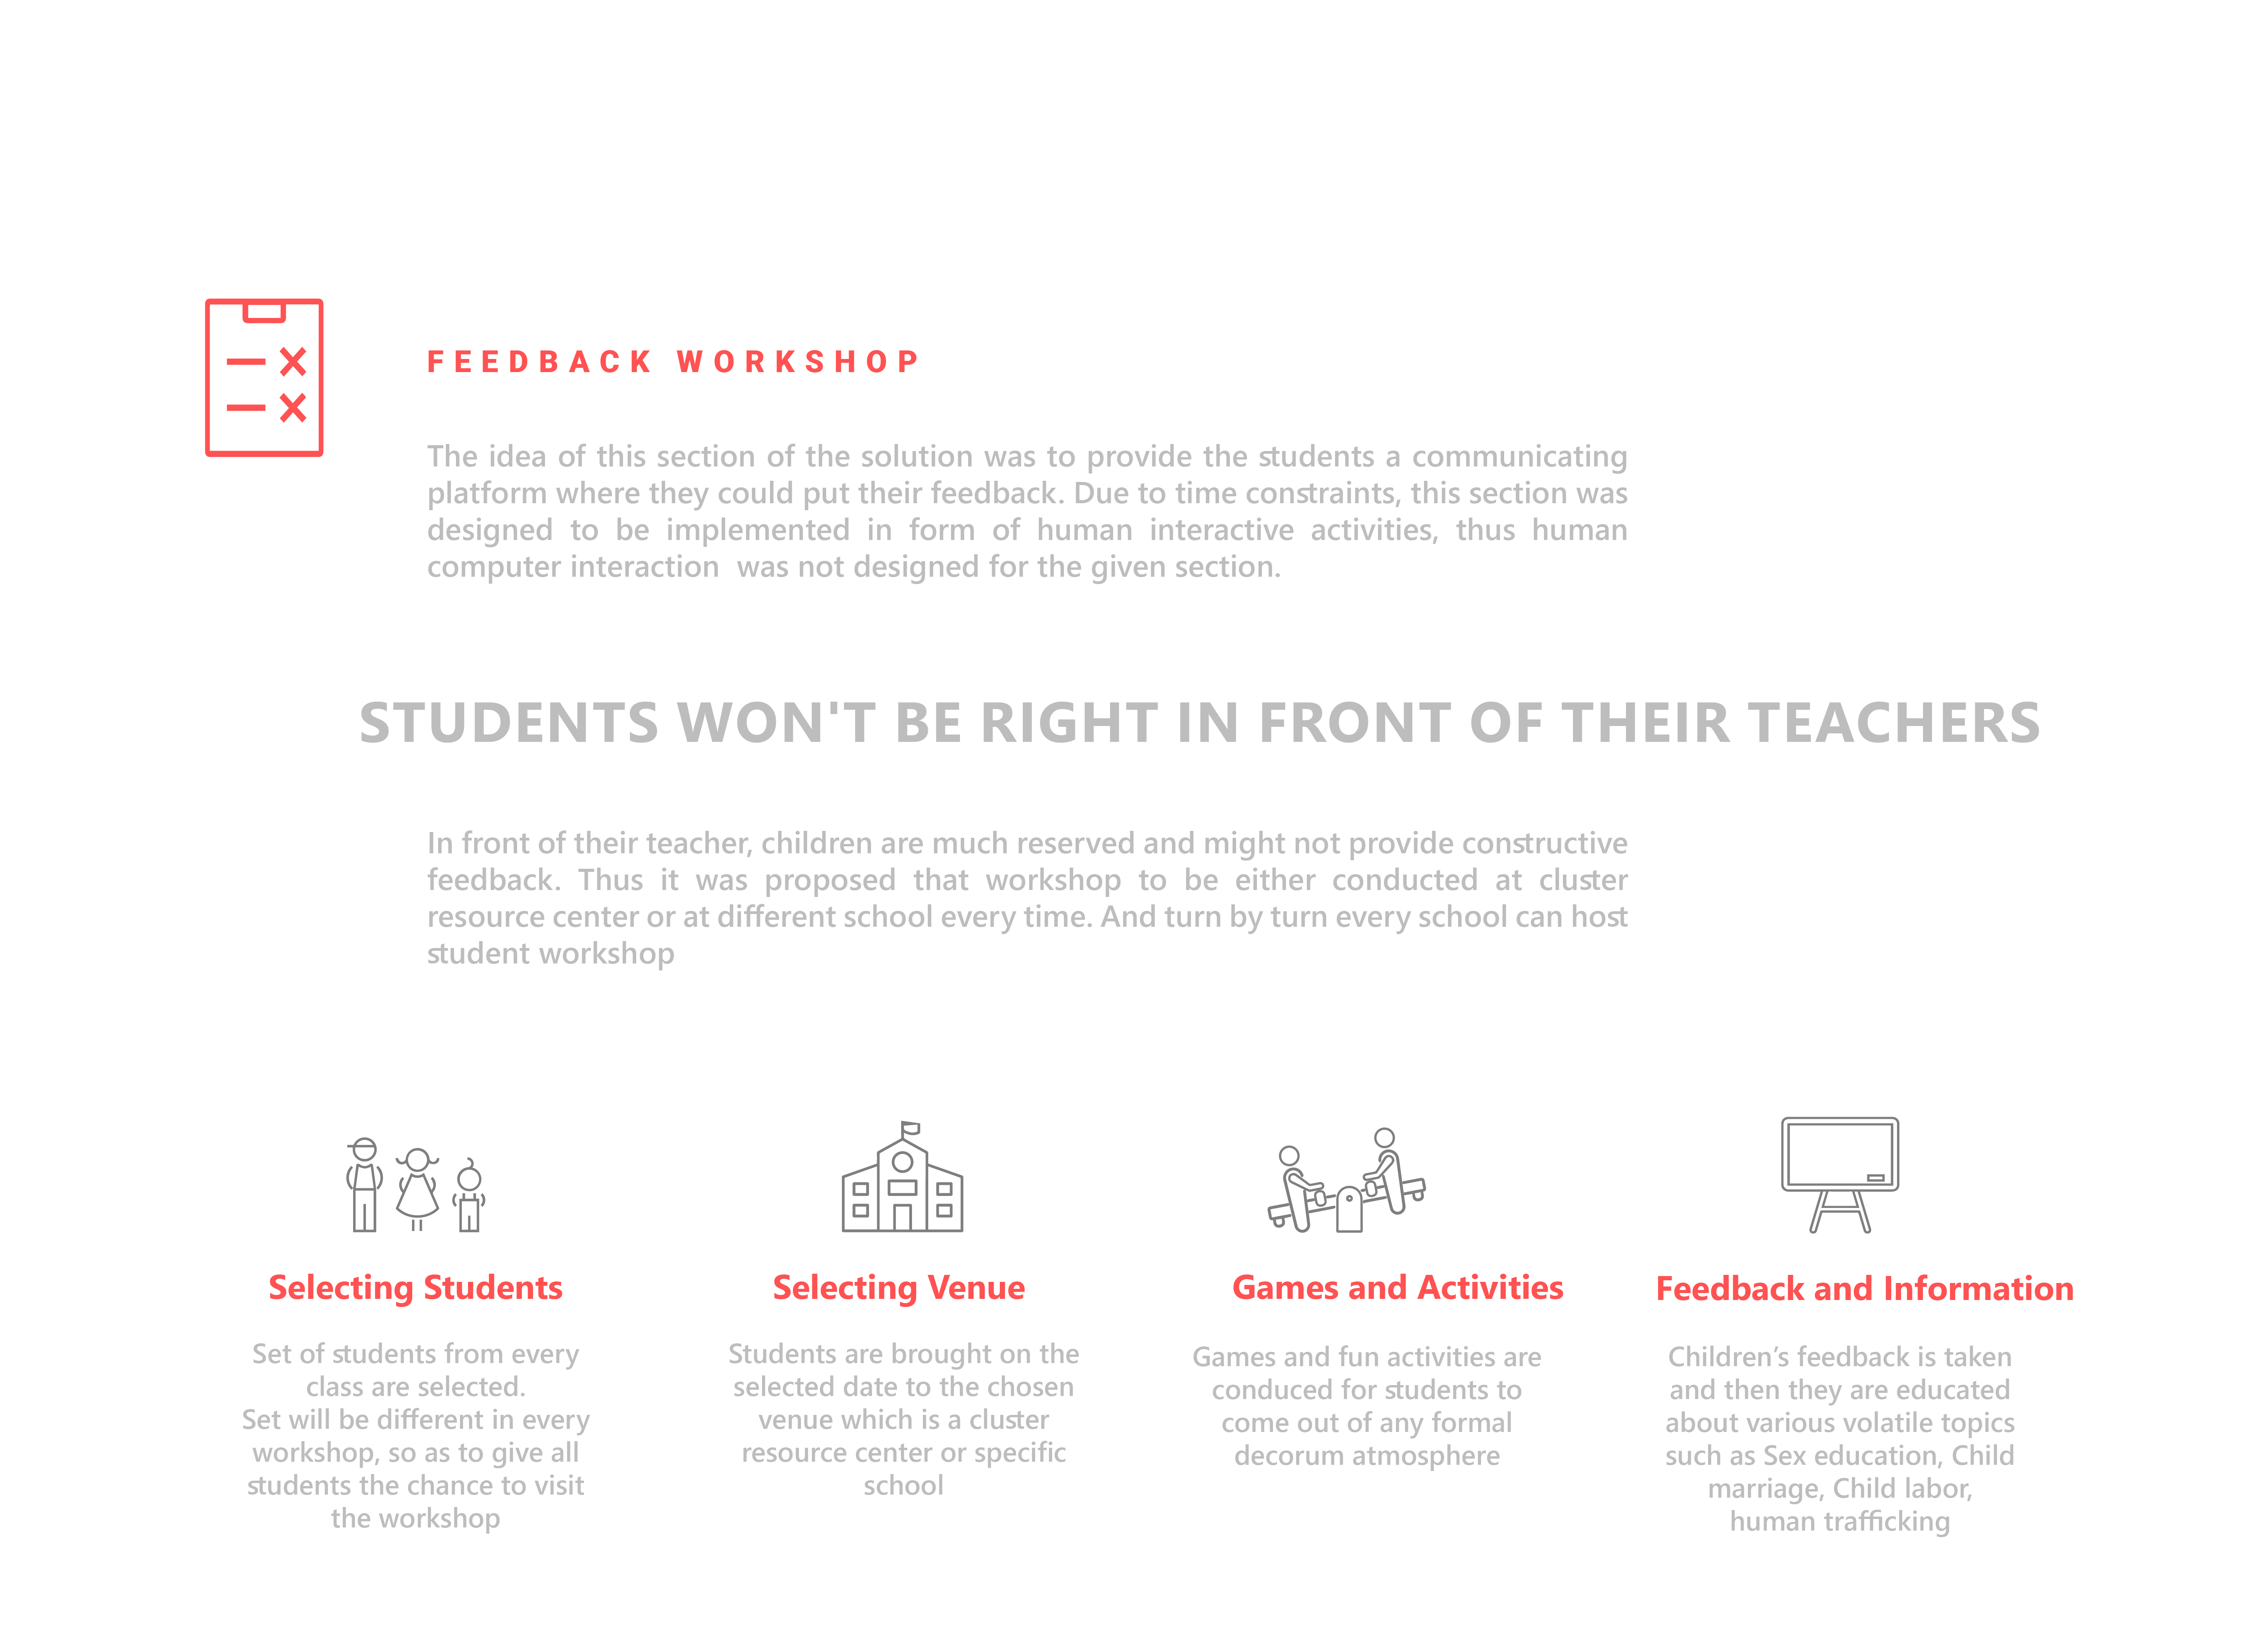 FEEDBACK WORKSHOP
The idea of this section of the solution was to provide the students a communicating
platform where they could put their feedback. Due to time constraints, this section was
designed to be implemented in form of human interactive activities, thus human
computer interaction was not designed for the given section.
STUDENTS WON'T BE RIGHT IN FRONT OF THEIR TEACHERS
In front of their teacher, children are much reserved and might not provide constructive
feedback. Thus it was proposed that workshop to be either conducted at cluster
resource center or at different school every time. And turn by turn every school can host
student workshop
Selecting Students
Set of students from every
class are selected.
Set will be different in every
workshop, so as to give all
students the chance to visit
the workshop
Selecting Venue
Students are brought on the
selected date to the chosen
venue which is a cluster
resource center or specific
school
Games and Activities
Games and fun activities are
conduced for students to
come out of any formal
decorum atmosphere
Feedback and Information
Children’s feedback is taken
and then they are educated
about various volatile topics
such as Sex education, Child
marriage, Child labor,
human trafficking